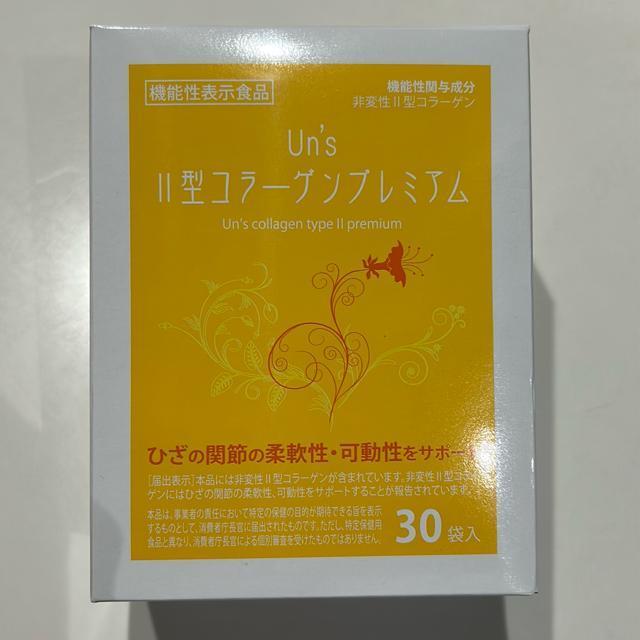 機能性表示食品
機能性関与成分
非変性Ⅱ型コラーゲン
Un's
Ⅱ型コラーゲンプレミアム
Un's collagen type Ⅱ premium
ひざの関節の柔軟性・可動性をサポート
［届出表示］本品には非変性Ⅱ型コラーゲンが含まれています。非変性Ⅱ型コラー
ゲンにはひざの関節の柔軟性、可動性をサポートすることが報告されています。
本品は、事業者の責任において特定の保健の目的が期待できる旨を表示
するものとして、消費者庁長官に届出されたものです。ただし、特定保健用
食品と異なり、消費者庁長官による個別審査を受けたものではありません。
30袋入